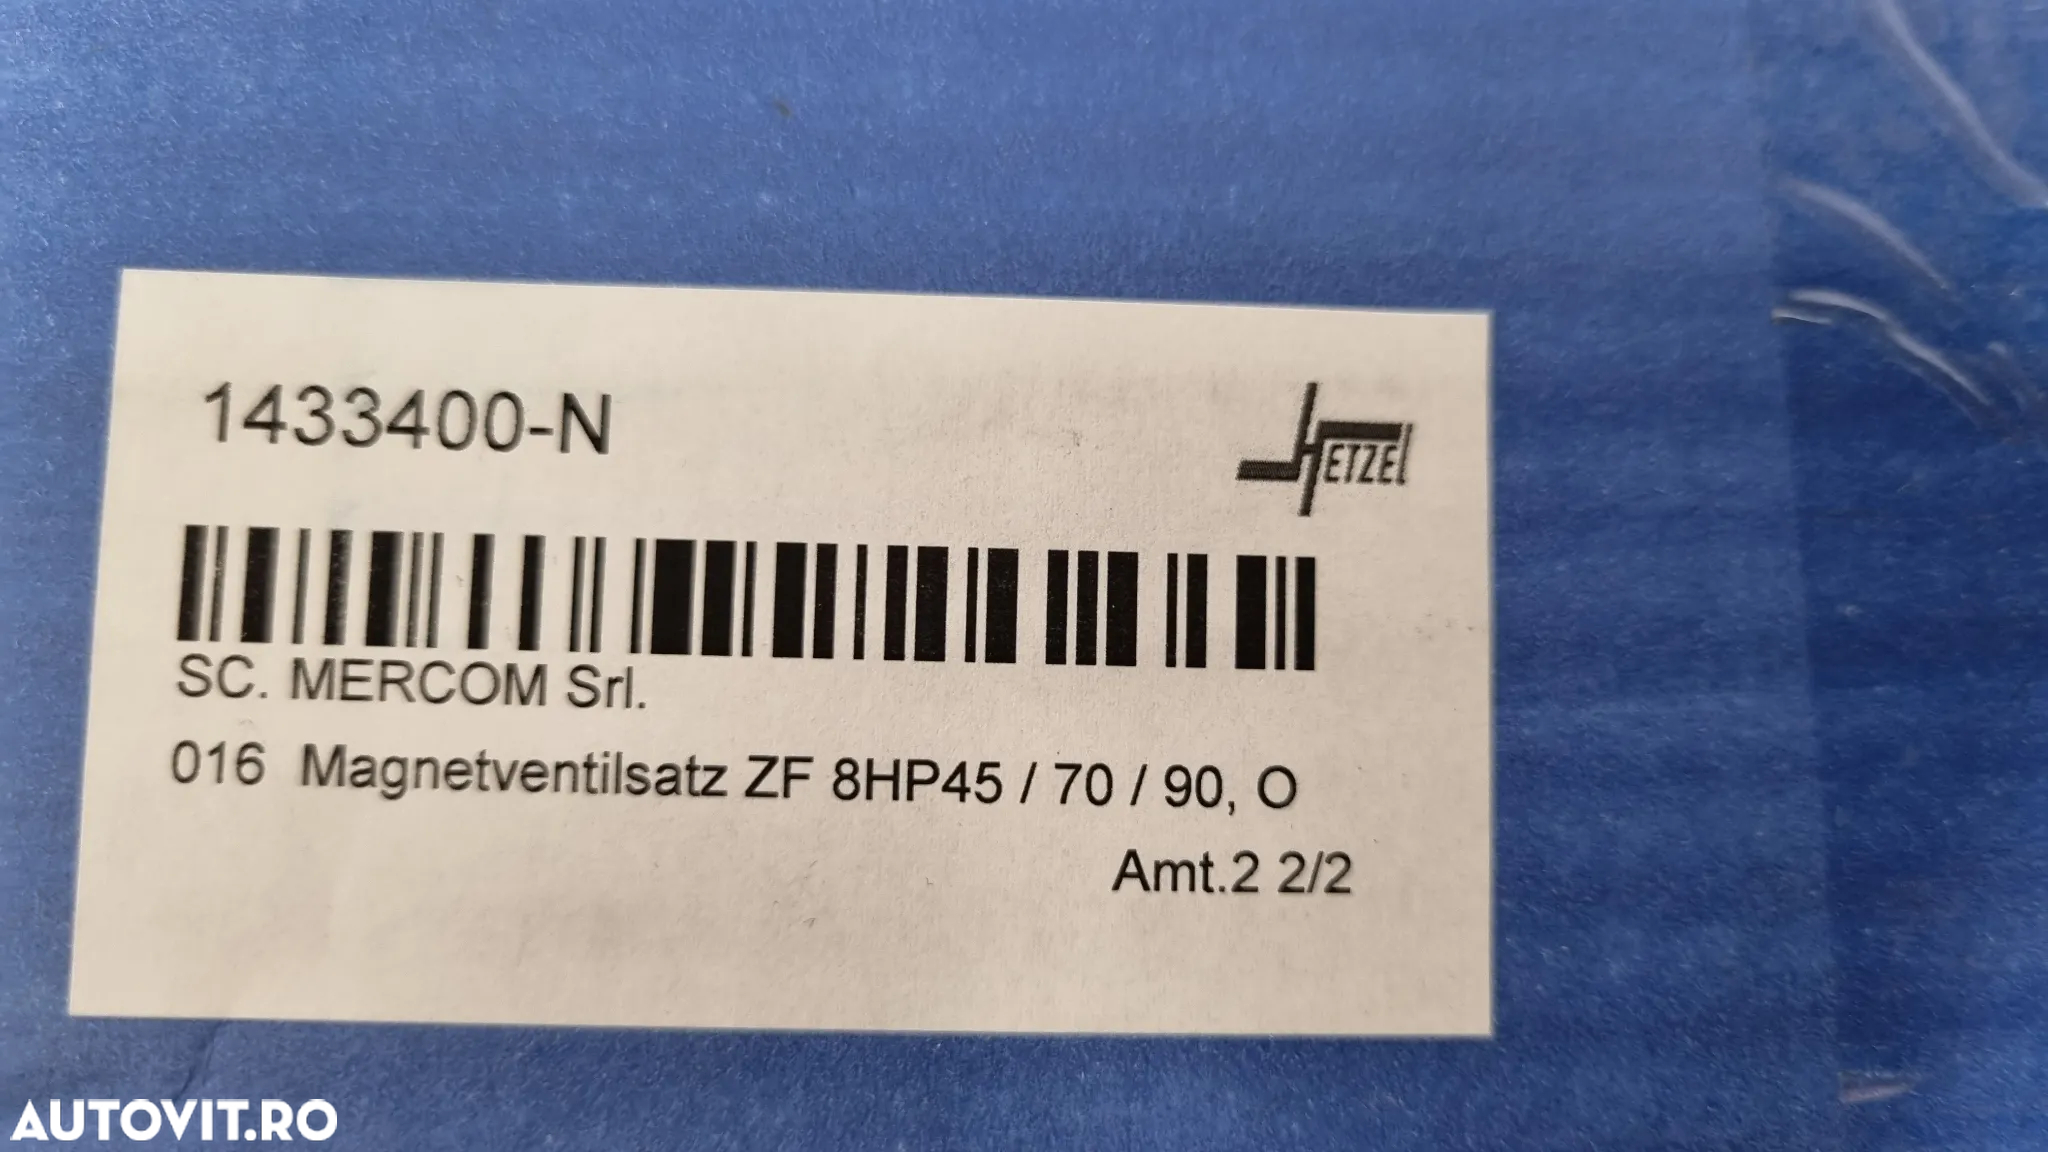 1433400-N
HETZEL
SC. MERCOM Srl.
016 Magnetventilsatz ZF 8HP45 / 70 / 90, O
Amt.2 2/2
AUTOVIT.RO